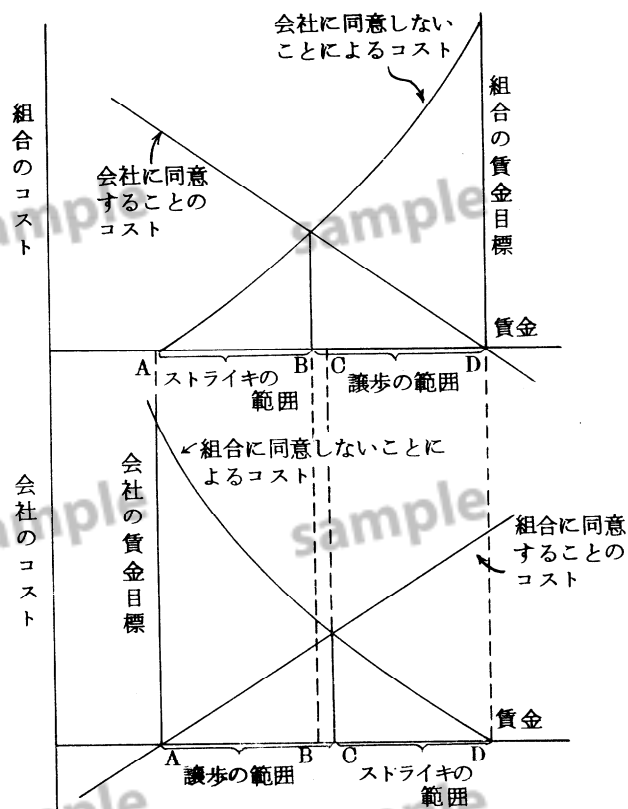 会社に同意しない
ことによるコスト
組合のコスト
会社に同意
することの
コスト
組合の賃金目標
賃金
A
B
C
D
ストライキの
範囲
譲歩の範囲
組合に同意しないことに
よるコスト
会社のコスト
会社の賃金目標
組合に同意
することの
コスト
賃金
A
B
C
D
譲歩の範囲
ストライキの
範囲
sample
sample
sample
sample